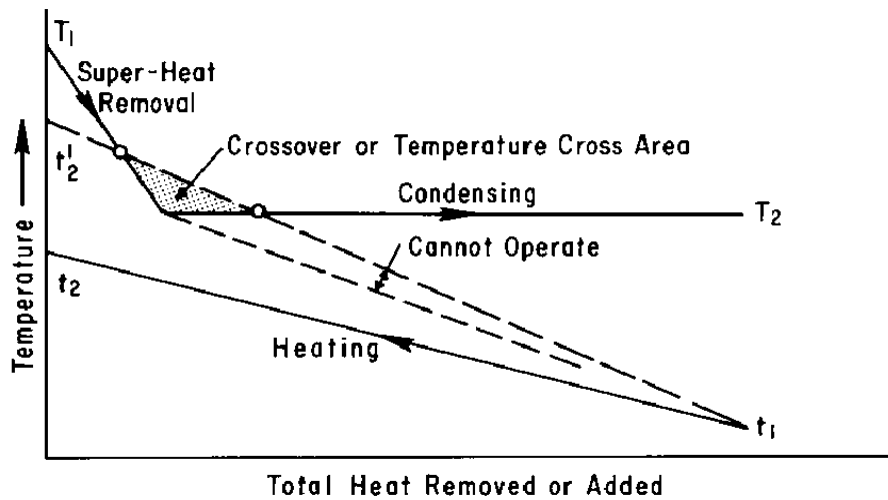 T1
Super-Heat
Removal
t2'
Crossover or Temperature Cross Area
Condensing
T2
Cannot Operate
t2
Heating
t1
Temperature
Total Heat Removed or Added